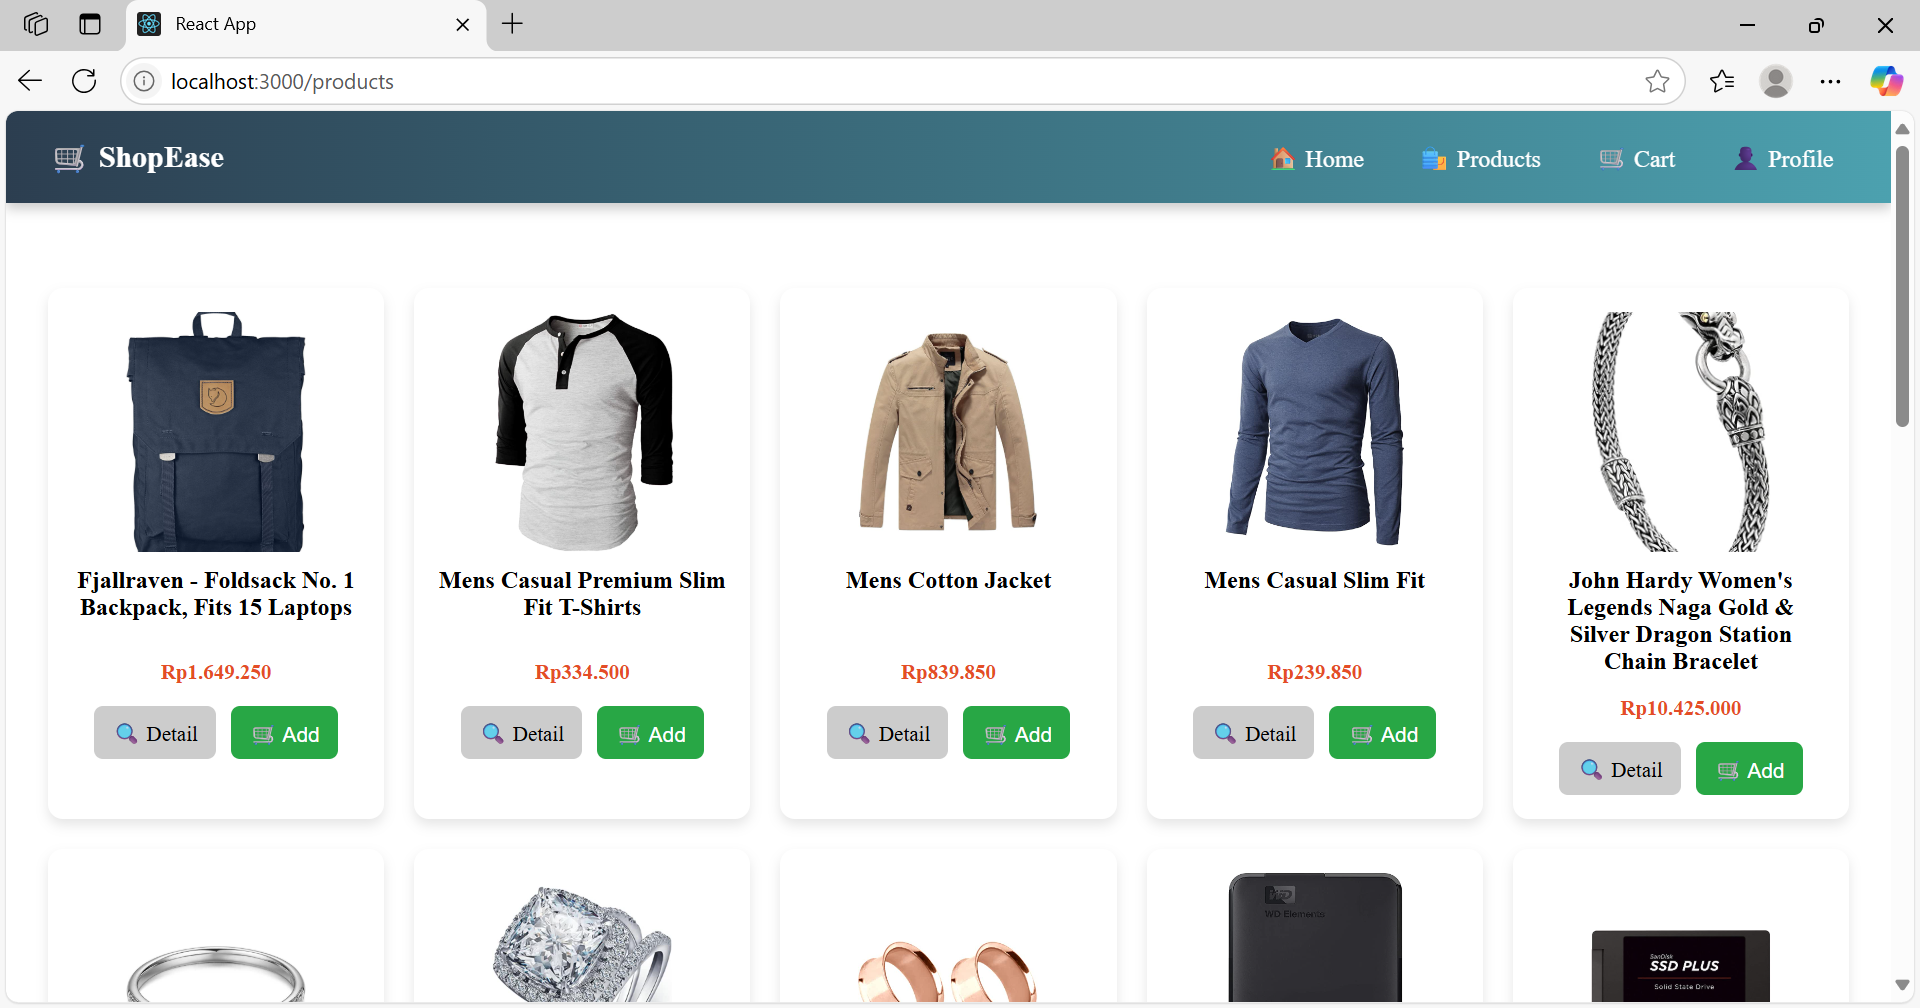 React App
localhost:3000/products
ShopEase
Home
Products
Cart
Profile
Fjallraven - Foldsack No. 1
Backpack, Fits 15 Laptops
Rp1.649.250
Detail
Add
Mens Casual Premium Slim
Fit T-Shirts
Rp334.500
Detail
Add
Mens Cotton Jacket
Rp839.850
Detail
Add
Mens Casual Slim Fit
Rp239.850
Detail
Add
John Hardy Women's
Legends Naga Gold &
Silver Dragon Station
Chain Bracelet
Rp10.425.000
Detail
Add
WD
WD Elements
SanDisk
SSD PLUS
Solid State Drive